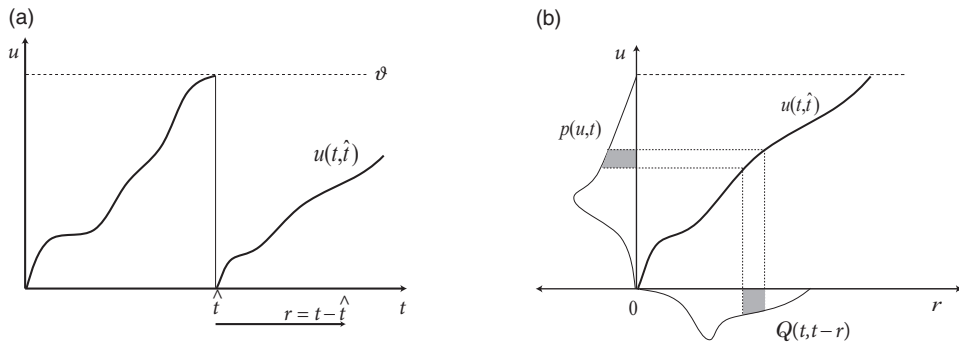 (a)
u
ϑ
u(t,t̂)
t̂
t
r = t − t̂
(b)
u
p(u,t)
u(t,t̂)
0
r
Q(t,t−r)